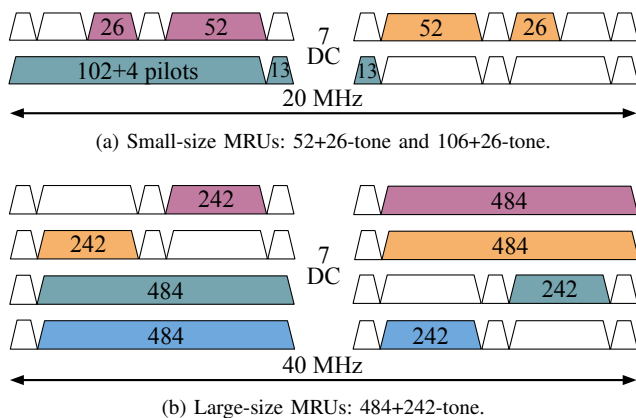 26 52 7 52 26
DC
102+4 pilots 13 13
20 MHz
(a) Small-size MRUs: 52+26-tone and 106+26-tone.
242 484
242 7 484
DC
484 242
484 242
40 MHz
(b) Large-size MRUs: 484+242-tone.